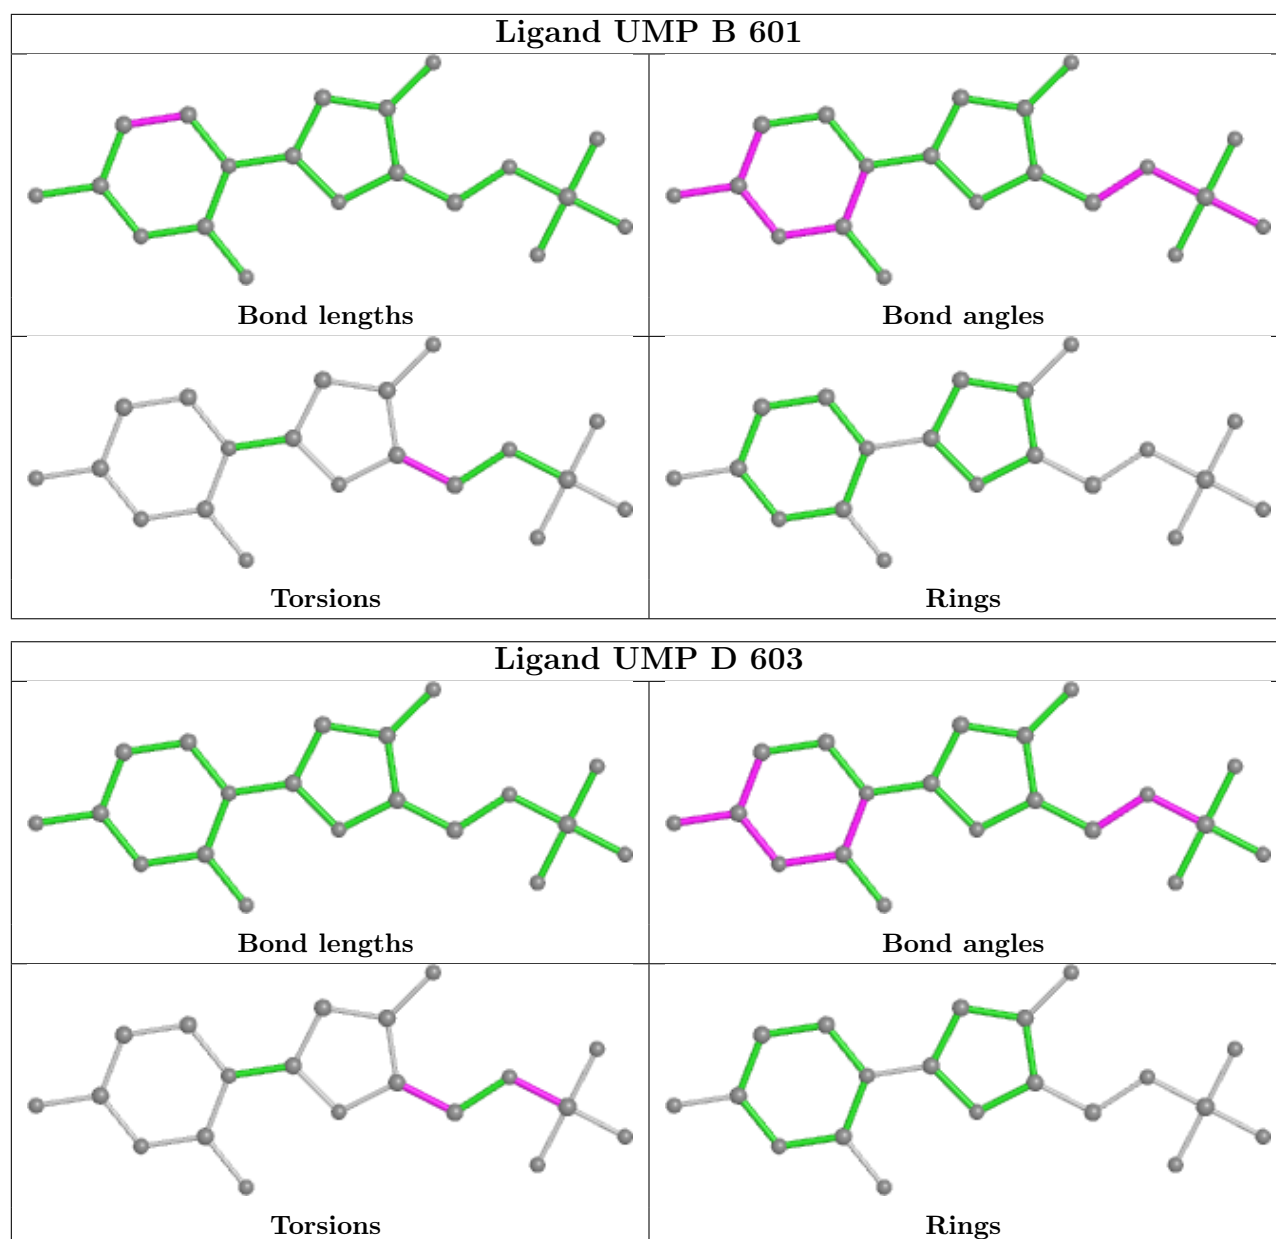 Ligand UMP B 601
Bond lengths
Bond angles
Torsions
Rings
Ligand UMP D 603
Bond lengths
Bond angles
Torsions
Rings